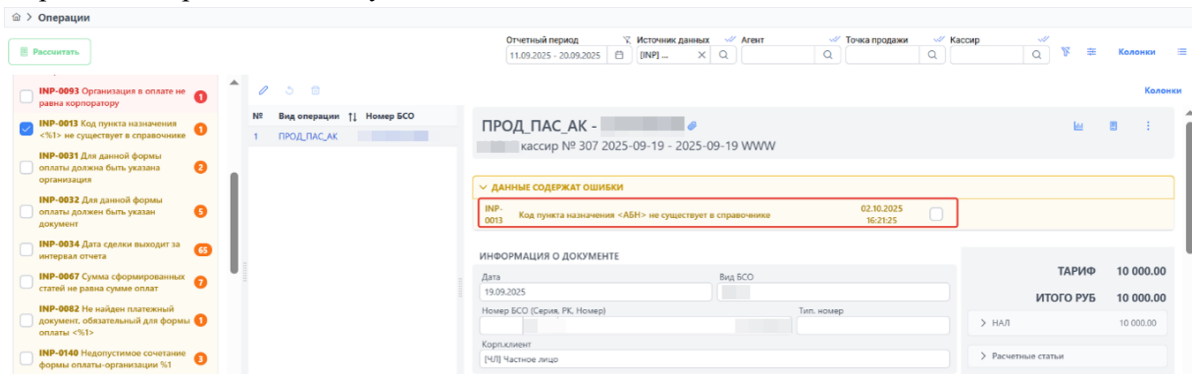 Операции
Рассчитать
Отчетный период
Источник данных
Агент
Точка продажи
Кассир
11.09.2025 - 20.09.2025
[INP] ...
Колонки
INP-0093 Организация в оплате не
равна корпоратору
1
INP-0013 Код пункта назначения
<%1> не существует в справочнике
1
INP-0031 Для данной формы
оплаты должна быть указана
организация
2
INP-0032 Для данной формы
оплаты должен быть указан
документ
5
INP-0034 Дата сделки выходит за
интервал отчета
65
INP-0067 Сумма сформированных
статей не равна сумме оплат
7
INP-0082 Не найден платежный
документ, обязательный для формы
оплаты <%1>
1
INP-0140 Недопустимое сочетание
формы оплаты-организации %1
3
Колонки
№ Вид операции Номер БСО
1 ПРОД_ПАС_АК
ПРОД_ПАС_АК -
кассир № 307 2025-09-19 - 2025-09-19 WWW
ДАННЫЕ СОДЕРЖАТ ОШИБКИ
INP-
0013
Код пункта назначения <АБН> не существует в справочнике
02.10.2025
16:21:25
ИНФОРМАЦИЯ О ДОКУМЕНТЕ
Дата
Вид БСО
19.09.2025
Номер БСО (Серия, РК, Номер)
Тип. номер
Корп.клиент
[ЧЛ] Частное лицо
ТАРИФ 10 000.00
ИТОГО РУБ 10 000.00
НАЛ 10 000.00
Расчетные статьи